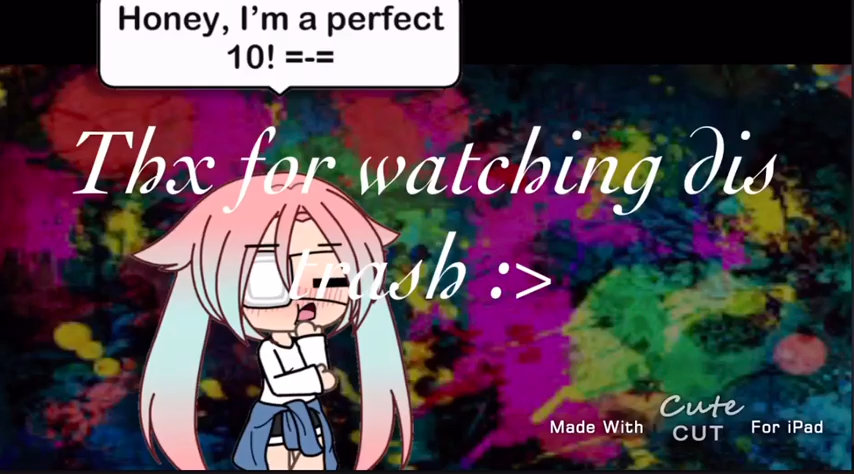 Honey, I'm a perfect
10! =-=
Thx for watching dis
trash :>
Made With Cute CUT For iPad